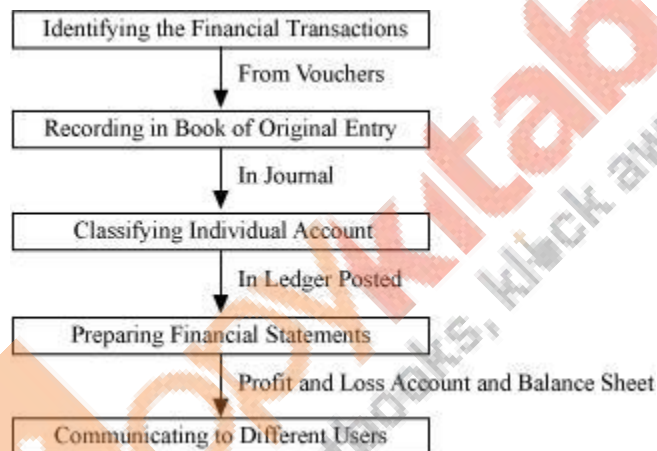 Identifying the Financial Transactions
From Vouchers
Recording in Book of Original Entry
In Journal
Classifying Individual Account
In Ledger Posted
Preparing Financial Statements
Profit and Loss Account and Balance Sheet
Communicating to Different Users